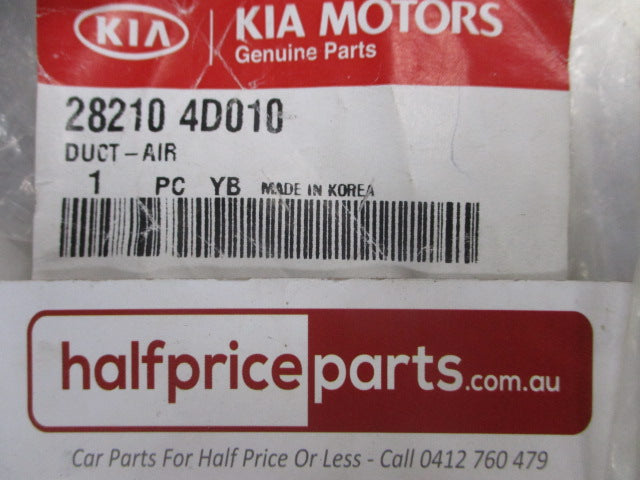 KIA KIA MOTORS
Genuine Parts
28210 4D010
DUCT-AIR
1 PC YB MADE IN KOREA
halfpriceparts.com.au
Car Parts For Half Price Or Less - Call 0412 760 479